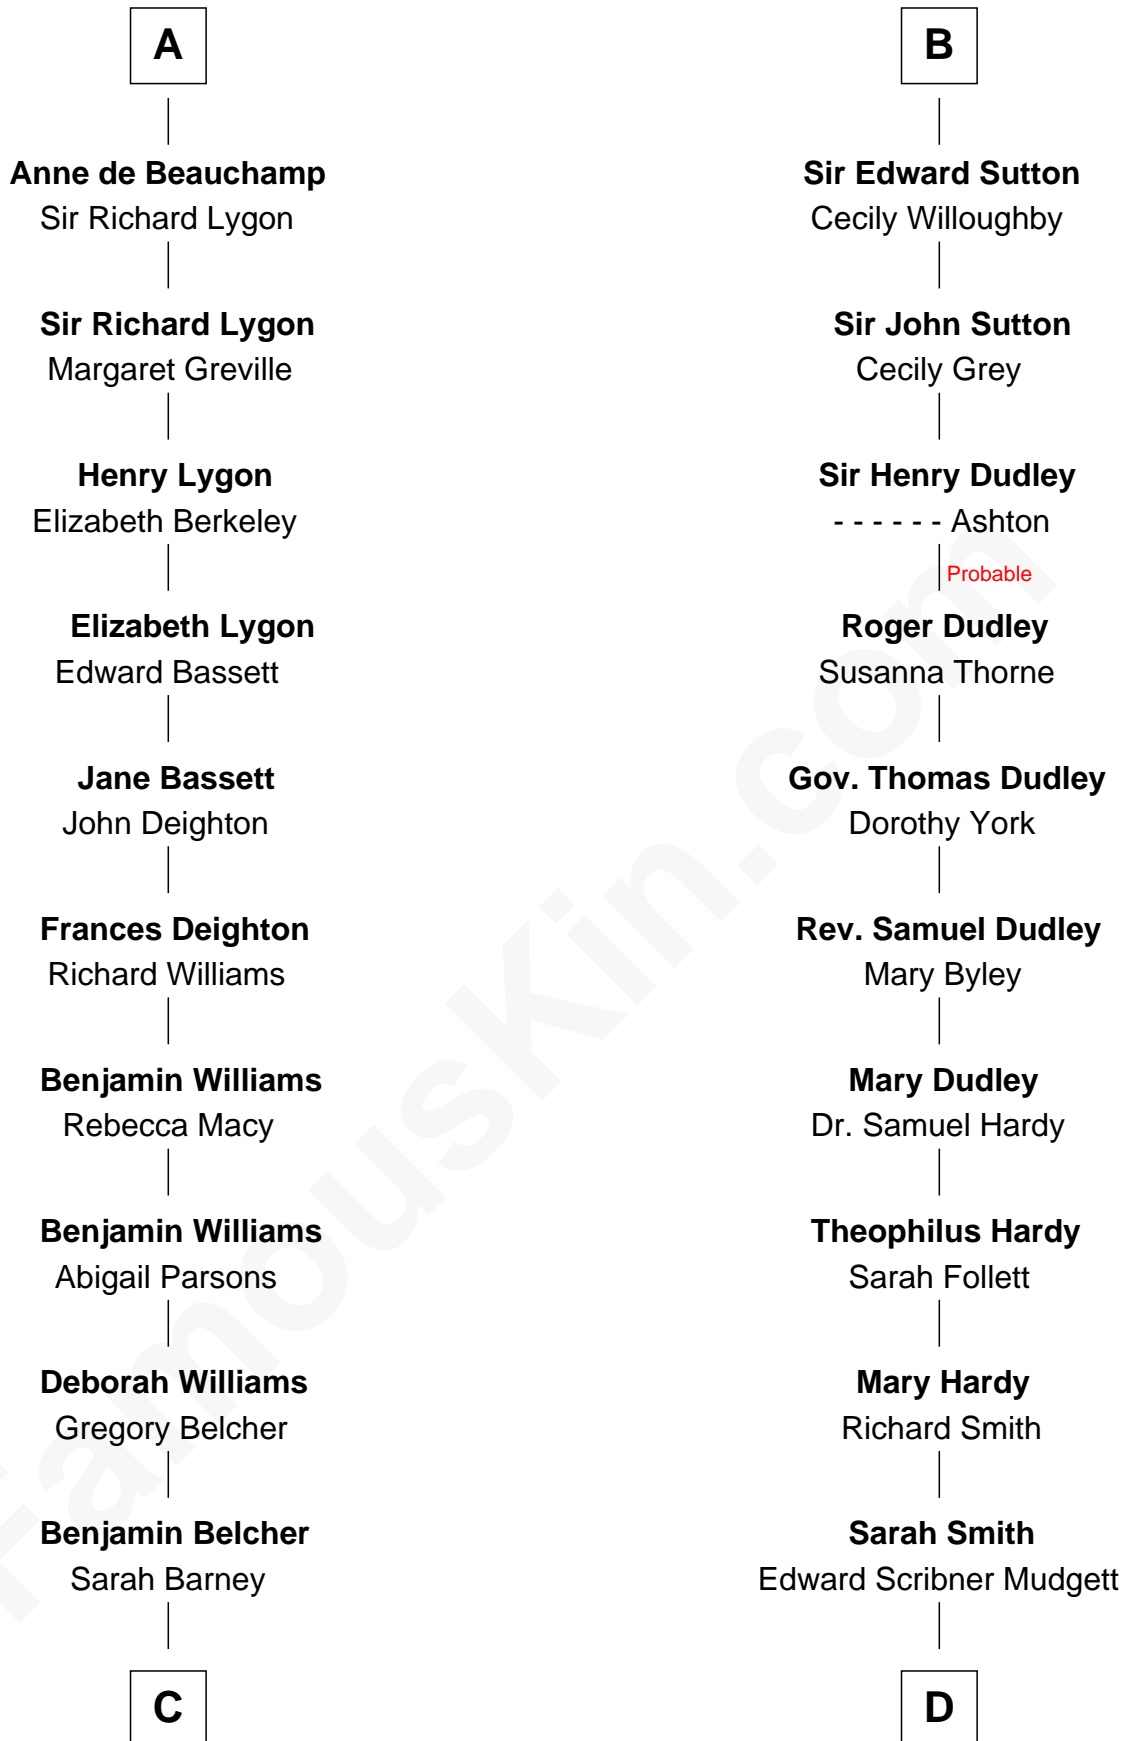 A
Anne de Beauchamp
Sir Richard Lygon
Sir Richard Lygon
Margaret Greville
Henry Lygon
Elizabeth Berkeley
Elizabeth Lygon
Edward Bassett
Jane Bassett
John Deighton
Frances Deighton
Richard Williams
Benjamin Williams
Rebecca Macy
Benjamin Williams
Abigail Parsons
Deborah Williams
Gregory Belcher
Benjamin Belcher
Sarah Barney
C
B
Sir Edward Sutton
Cecily Willoughby
Sir John Sutton
Cecily Grey
Sir Henry Dudley
- - - - - - Ashton
Probable
Roger Dudley
Susanna Thorne
Gov. Thomas Dudley
Dorothy York
Rev. Samuel Dudley
Mary Byley
Mary Dudley
Dr. Samuel Hardy
Theophilus Hardy
Sarah Follett
Mary Hardy
Richard Smith
Sarah Smith
Edward Scribner Mudgett
D
FamousKin.com